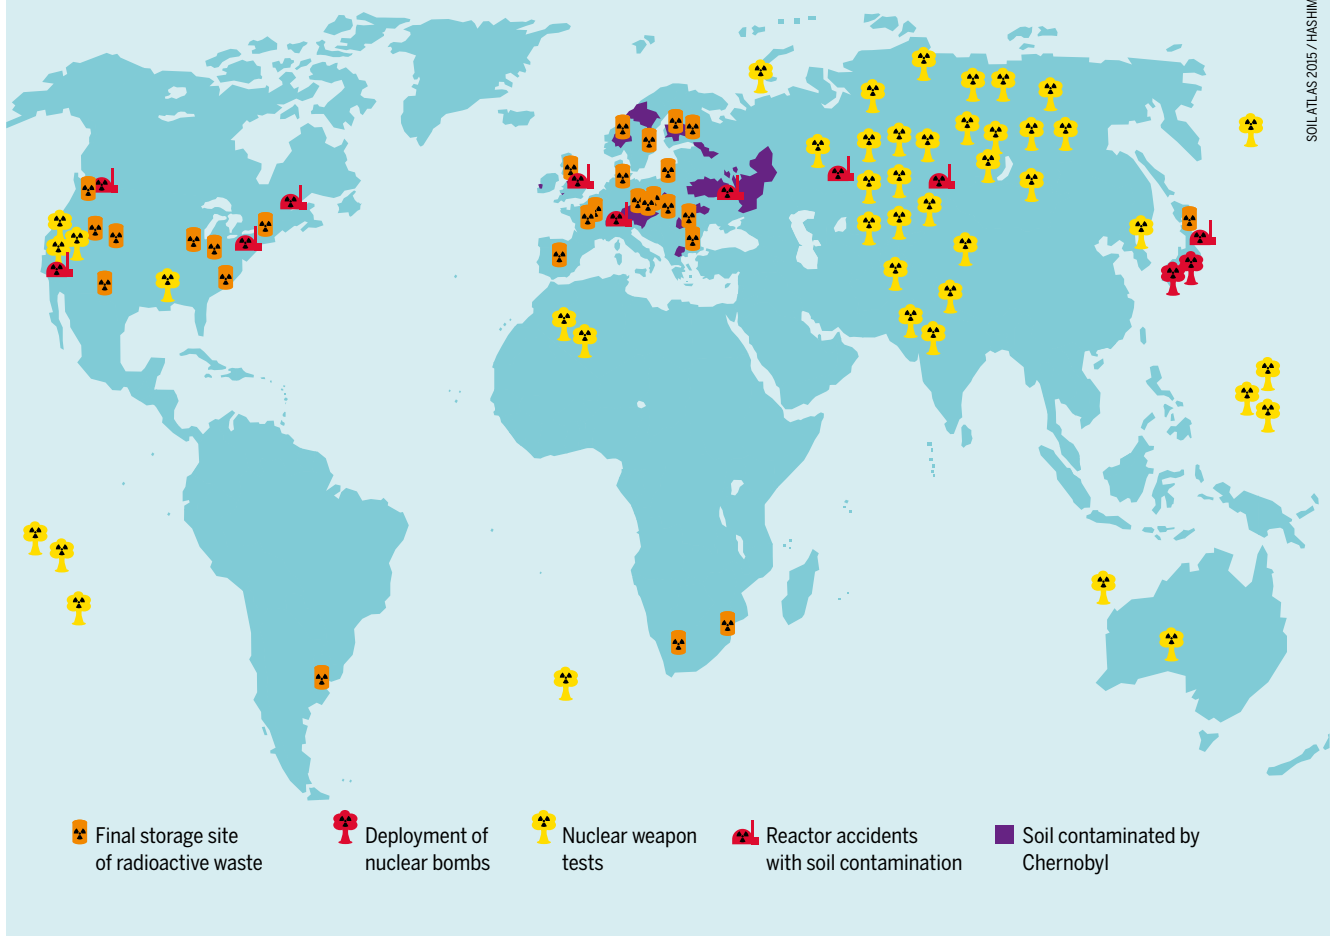 SOIL ATLAS 2015 / HASHIM
Final storage site
of radioactive waste
Deployment of
nuclear bombs
Nuclear weapon
tests
Reactor accidents
with soil contamination
Soil contaminated by
Chernobyl